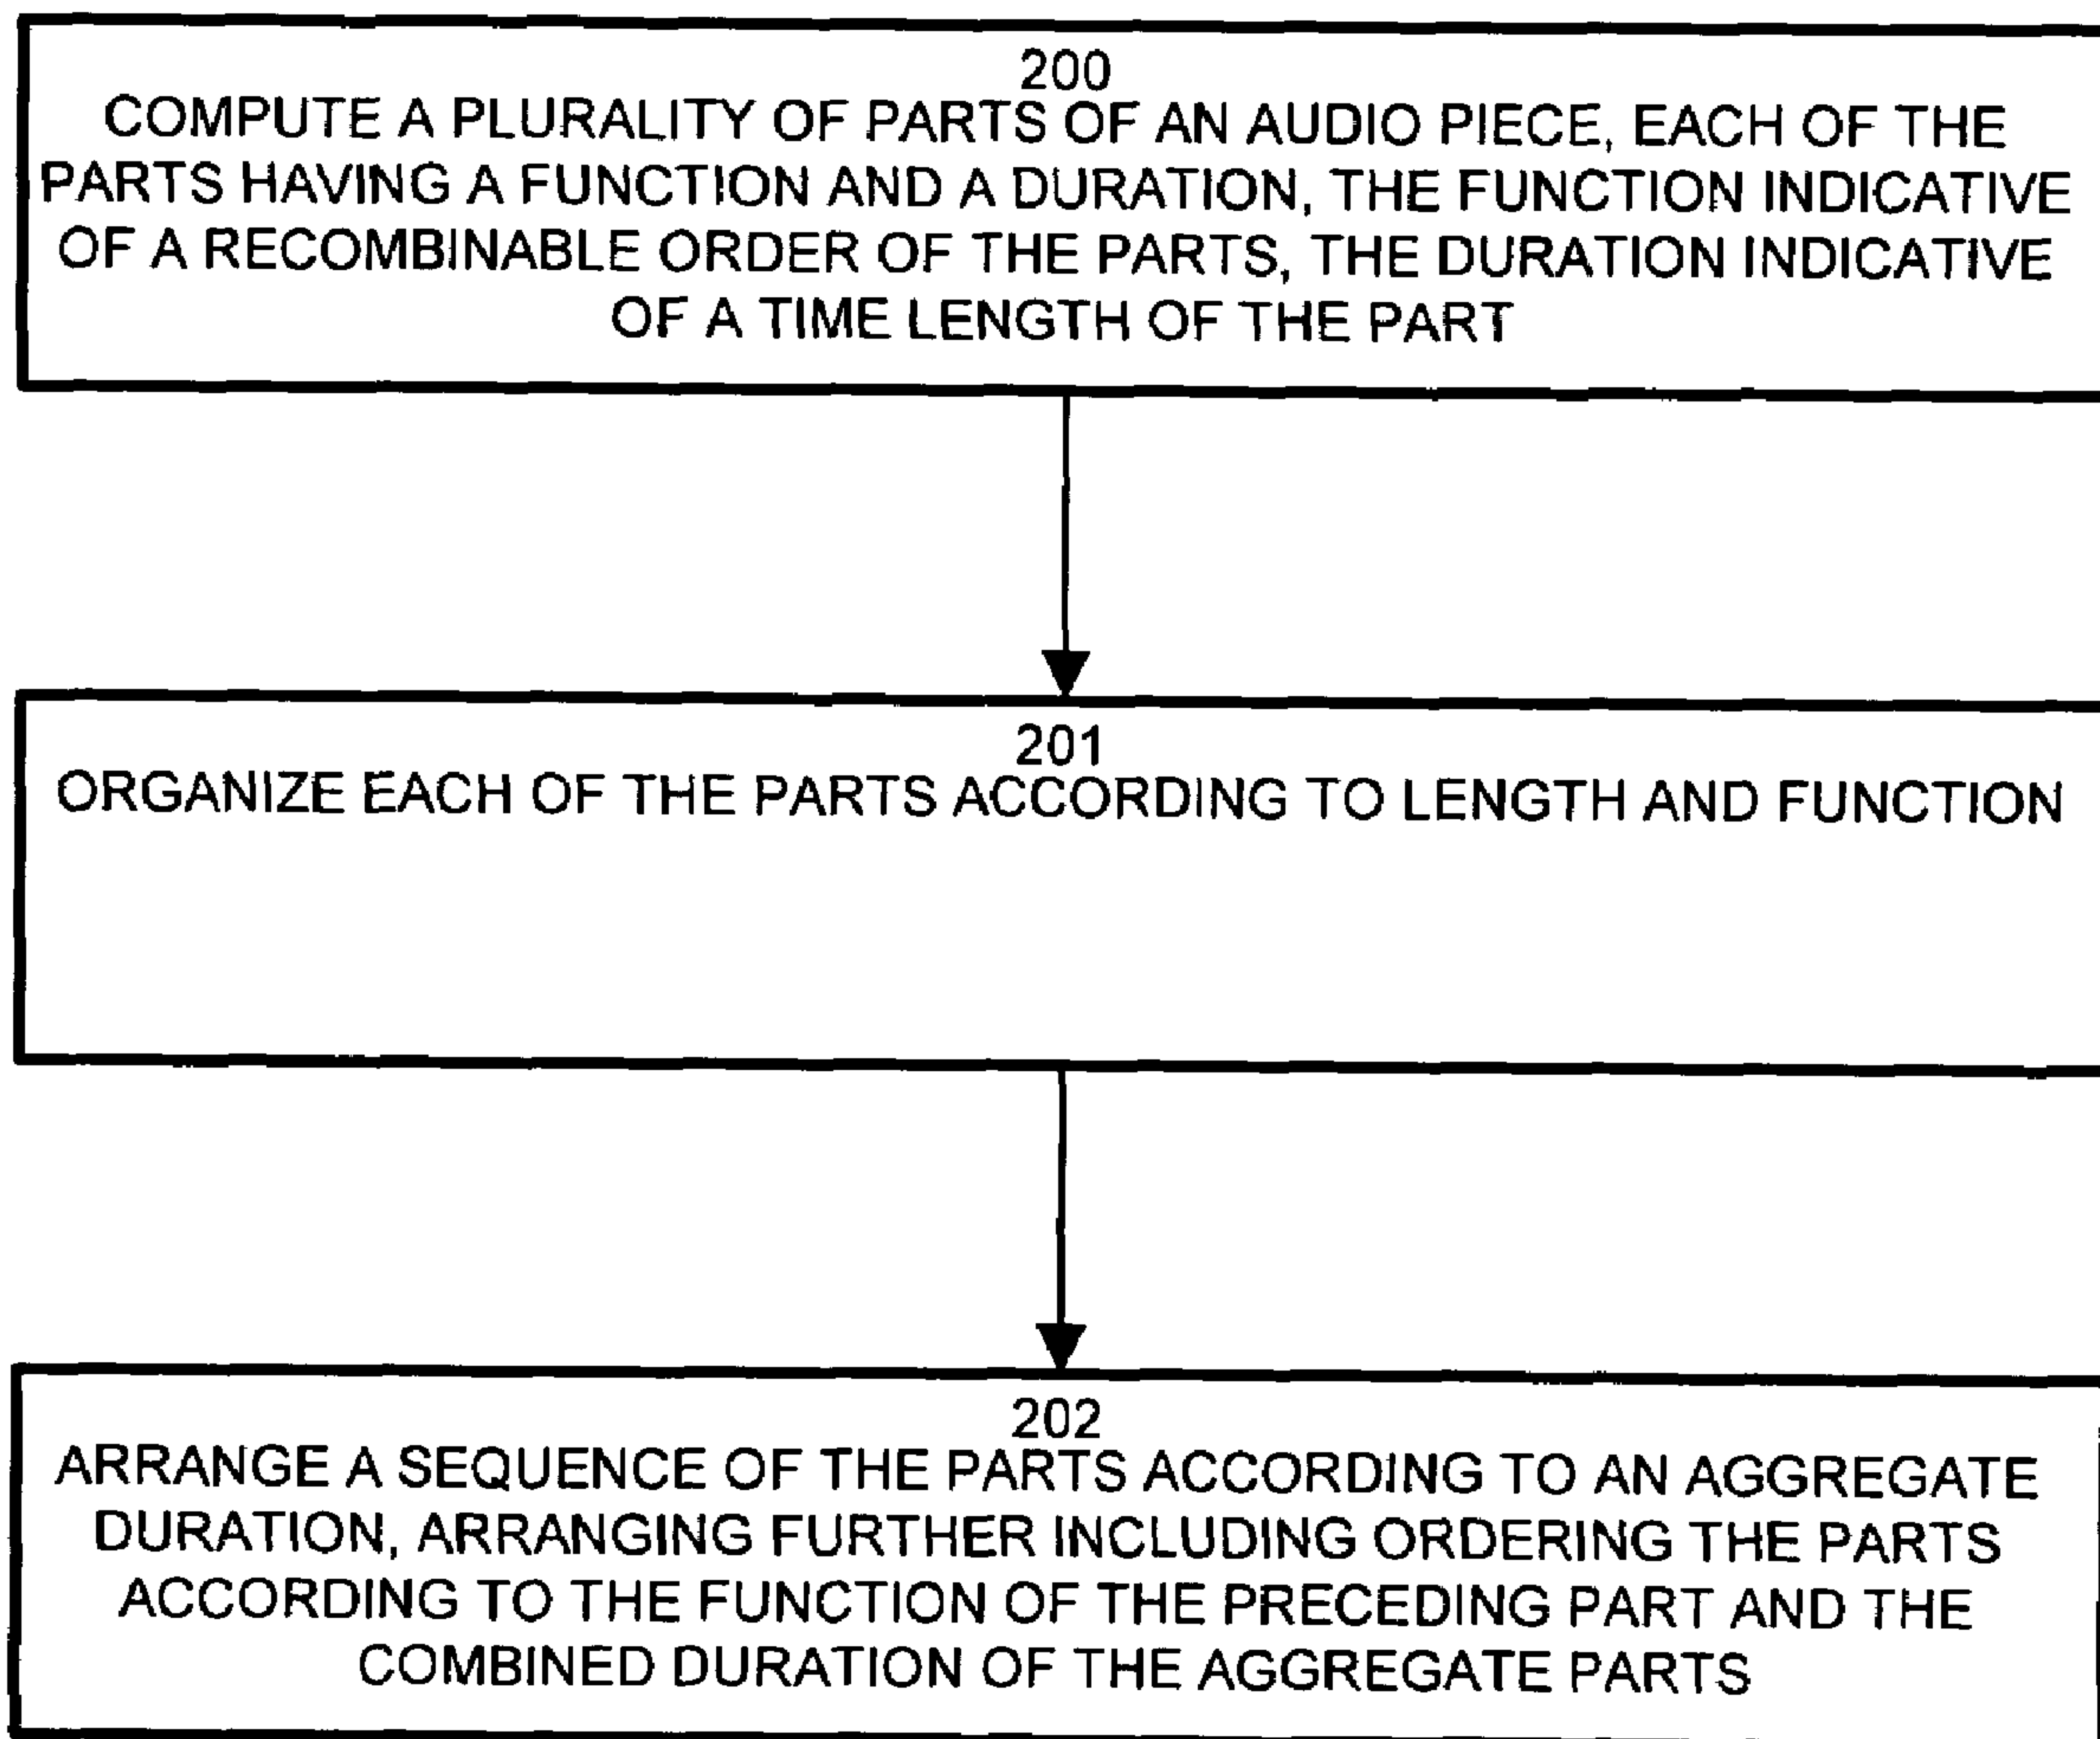 200
COMPUTE A PLURALITY OF PARTS OF AN AUDIO PIECE, EACH OF THE
PARTS HAVING A FUNCTION AND A DURATION, THE FUNCTION INDICATIVE
OF A RECOMBINABLE ORDER OF THE PARTS, THE DURATION INDICATIVE
OF A TIME LENGTH OF THE PART
201
ORGANIZE EACH OF THE PARTS ACCORDING TO LENGTH AND FUNCTION
202
ARRANGE A SEQUENCE OF THE PARTS ACCORDING TO AN AGGREGATE
DURATION, ARRANGING FURTHER INCLUDING ORDERING THE PARTS
ACCORDING TO THE FUNCTION OF THE PRECEDING PART AND THE
COMBINED DURATION OF THE AGGREGATE PARTS